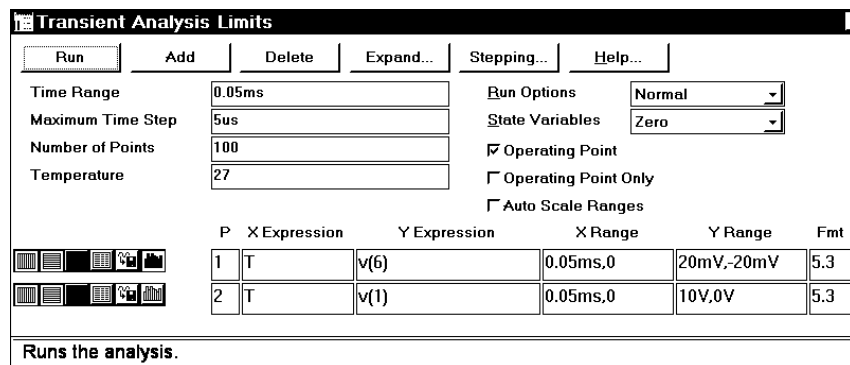 Transient Analysis Limits
Run Add Delete Expand... Stepping... Help...
Time Range 0.05ms Run Options Normal
Maximum Time Step 5us State Variables Zero
Number of Points 100 Operating Point
Temperature 27 Operating Point Only
Auto Scale Ranges
P X Expression Y Expression X Range Y Range Fmt
1 T v(6) 0.05ms,0 20mV,-20mV 5.3
2 T v(1) 0.05ms,0 10V,0V 5.3
Runs the analysis.